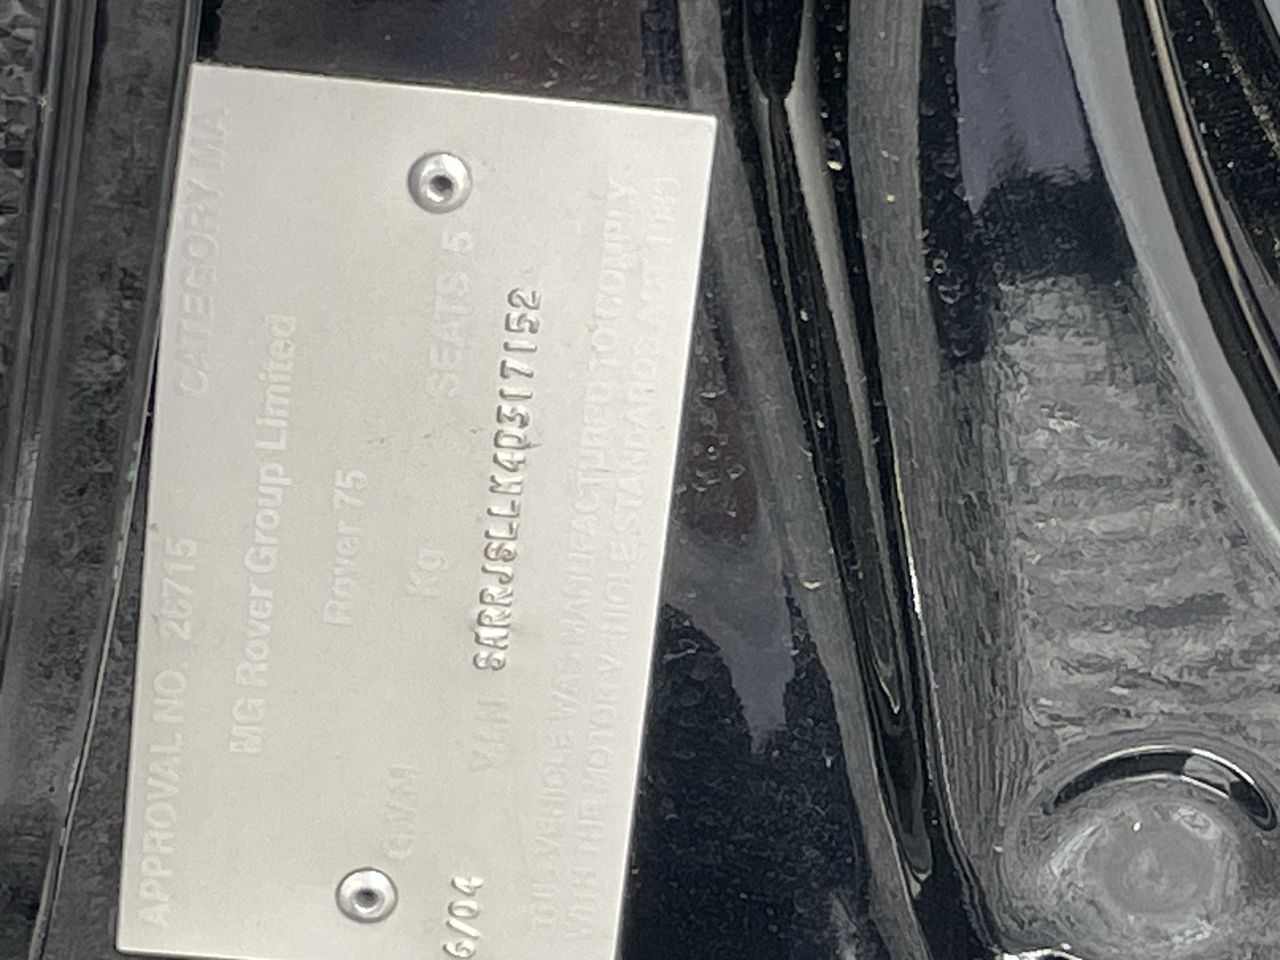 APPROVAL NO. 26715 CATEGORY MA
MG Rover Group Limited
Rover 75
GVM Kg SEATS 5
6/04 VIN SARRJSLLM4D317152
THIS VEHICLE WAS MANUFACTURED TO COMPLY
WITH THE MOTOR VEHICLE STANDARDS ACT 1989